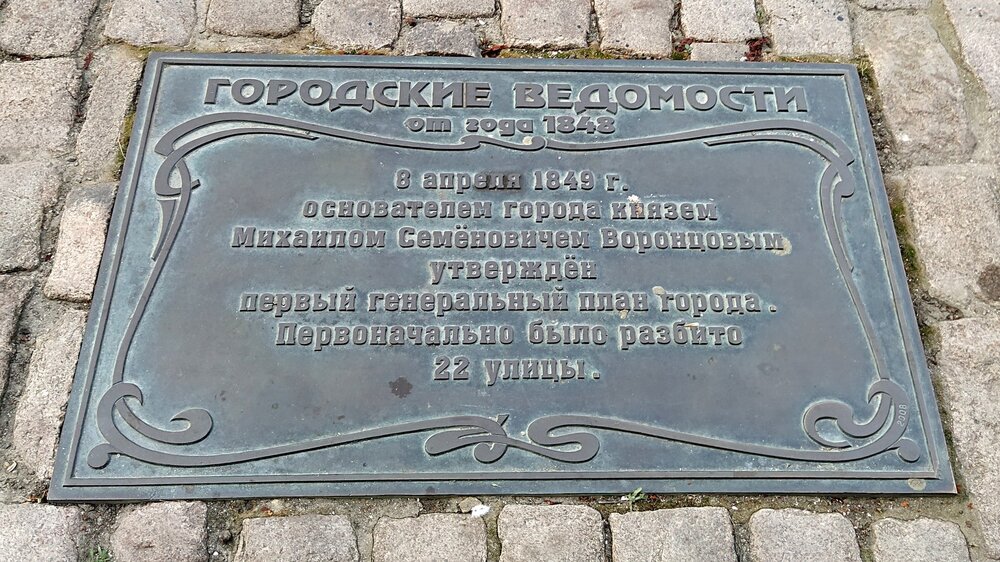 ГОРОДСКИЕ ВЕДОМОСТИ
от года 1848
8 апреля 1849 г.
основателем города князем
Михаилом Семёновичем Воронцовым
утверждён
первый генеральный план города.
Первоначально было разбито
22 улицы.
2008